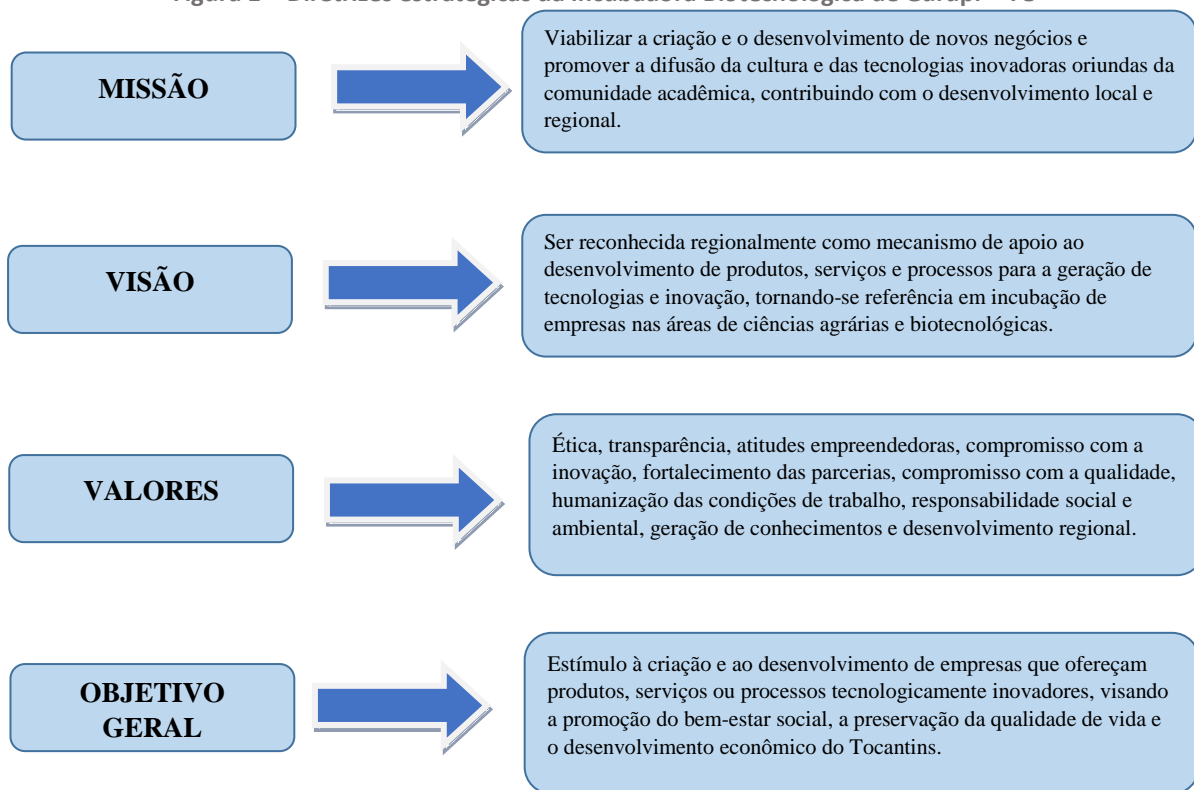 MISSÃO
Viabilizar a criação e o desenvolvimento de novos negócios e
promover a difusão da cultura e das tecnologias inovadoras oriundas da
comunidade acadêmica, contribuindo com o desenvolvimento local e
regional.
VISÃO
Ser reconhecida regionalmente como mecanismo de apoio ao
desenvolvimento de produtos, serviços e processos para a geração de
tecnologias e inovação, tornando-se referência em incubação de
empresas nas áreas de ciências agrárias e biotecnológicas.
VALORES
Ética, transparência, atitudes empreendedoras, compromisso com a
inovação, fortalecimento das parcerias, compromisso com a qualidade,
humanização das condições de trabalho, responsabilidade social e
ambiental, geração de conhecimentos e desenvolvimento regional.
OBJETIVO
GERAL
Estímulo à criação e ao desenvolvimento de empresas que ofereçam
produtos, serviços ou processos tecnologicamente inovadores, visando
a promoção do bem-estar social, a preservação da qualidade de vida e
o desenvolvimento econômico do Tocantins.